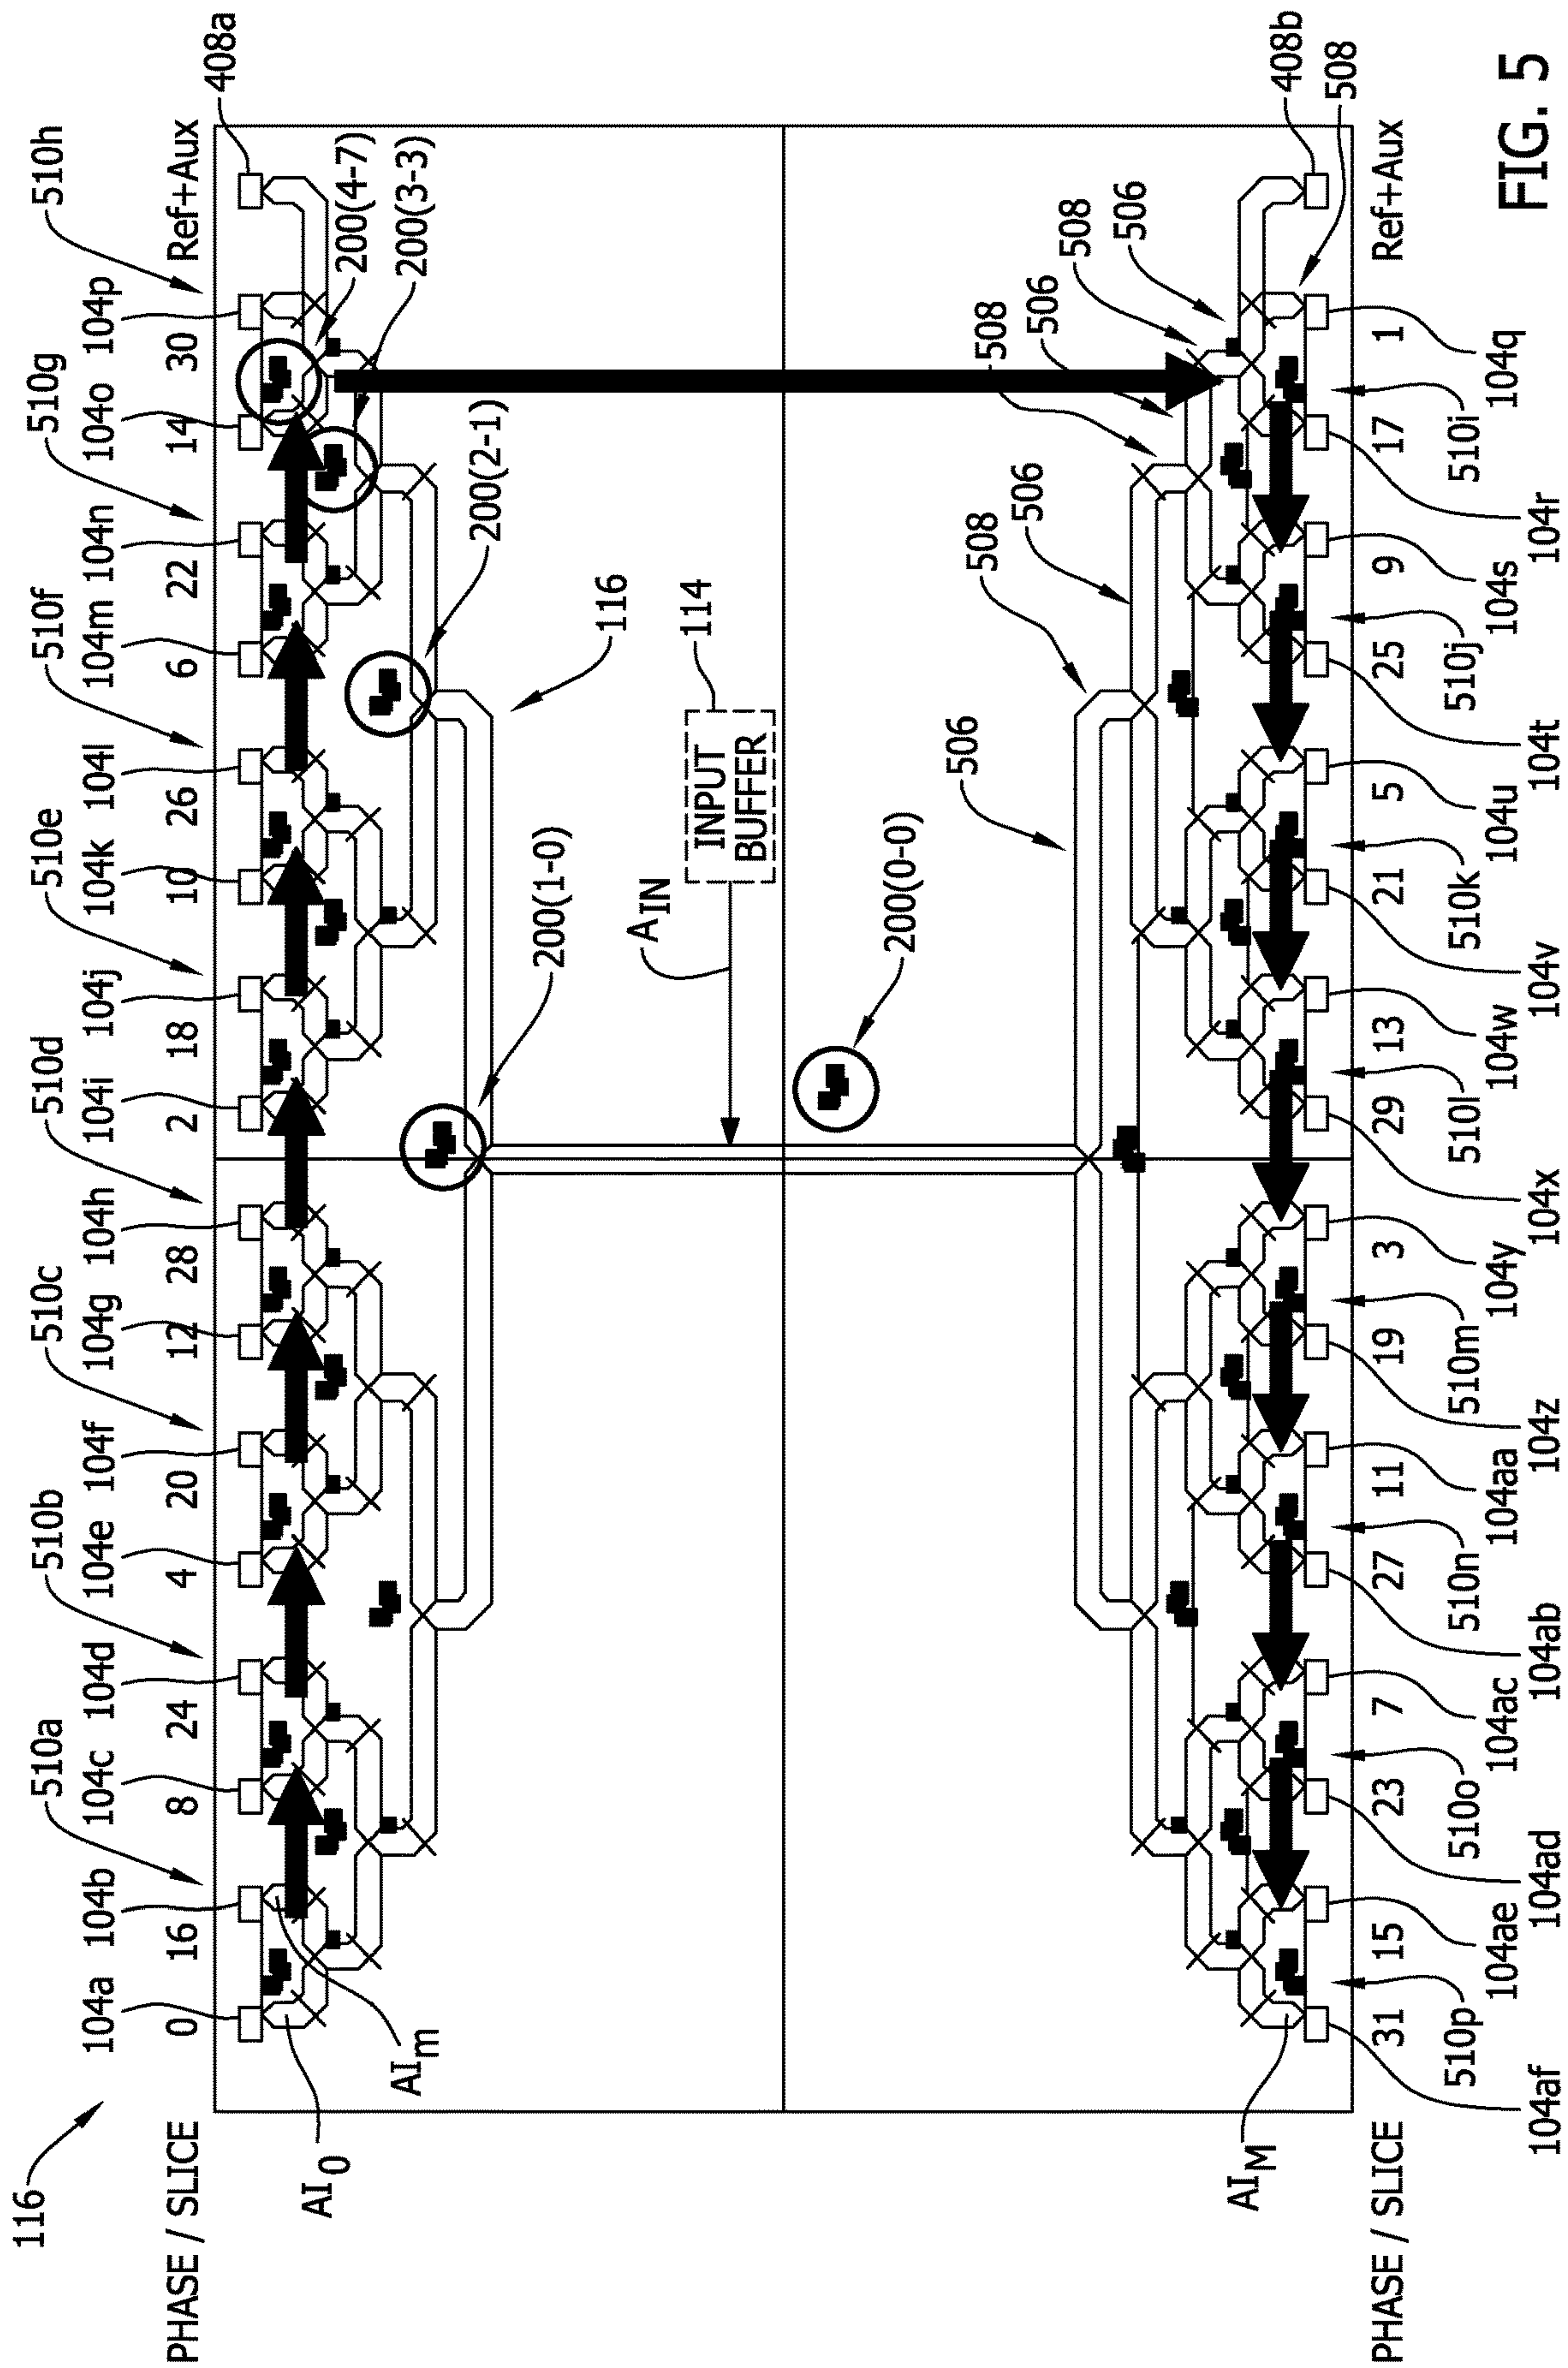 116
510a
510b
510c
510d
510e
510f
510g
510h
104a 104b 104c 104d 104e 104f 104g 104h 104i 104j 104k 104l 104m 104n 104o 104p
PHASE / SLICE 0 16 8 24 4 20 12 28 2 18 10 26 6 22 14 30 Ref+Aux
408a
AI0
AIm
200(4-7)
200(3-3)
200(2-1)
200(1-0)
116
114
INPUT
BUFFER
AIN
200(0-0)
506
508
506
508
506
508
506
AIM
408b
508
PHASE / SLICE 31 15 23 7 27 11 19 3 29 13 21 5 25 9 17 1 Ref+Aux
510p
510o
510n
510m
510l
510k
510j
510i
104af 104ae 104ad 104ac 104ab 104aa 104z 104y 104x 104w 104v 104u 104t 104s 104r 104q
FIG. 5